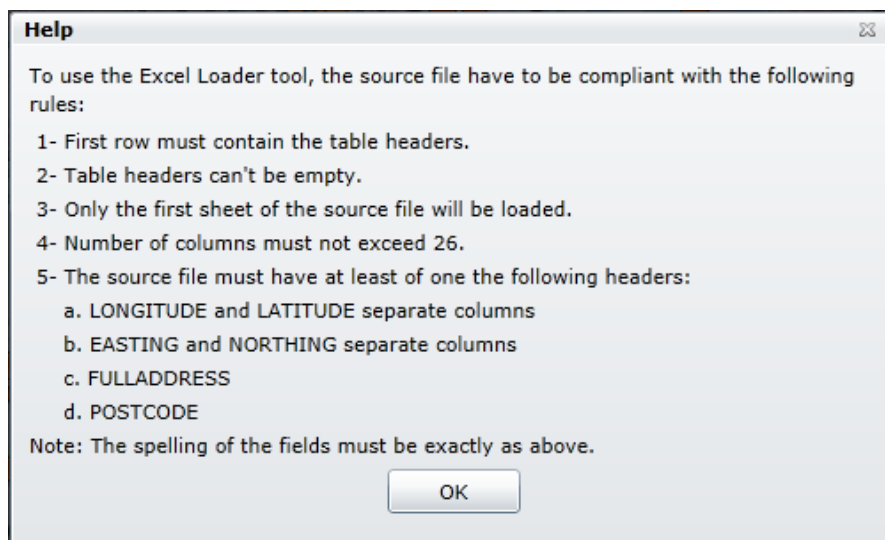 Help
To use the Excel Loader tool, the source file have to be compliant with the following
rules:
1- First row must contain the table headers.
2- Table headers can't be empty.
3- Only the first sheet of the source file will be loaded.
4- Number of columns must not exceed 26.
5- The source file must have at least of one the following headers:
a. LONGITUDE and LATITUDE separate columns
b. EASTING and NORTHING separate columns
c. FULLADDRESS
d. POSTCODE
Note: The spelling of the fields must be exactly as above.
OK